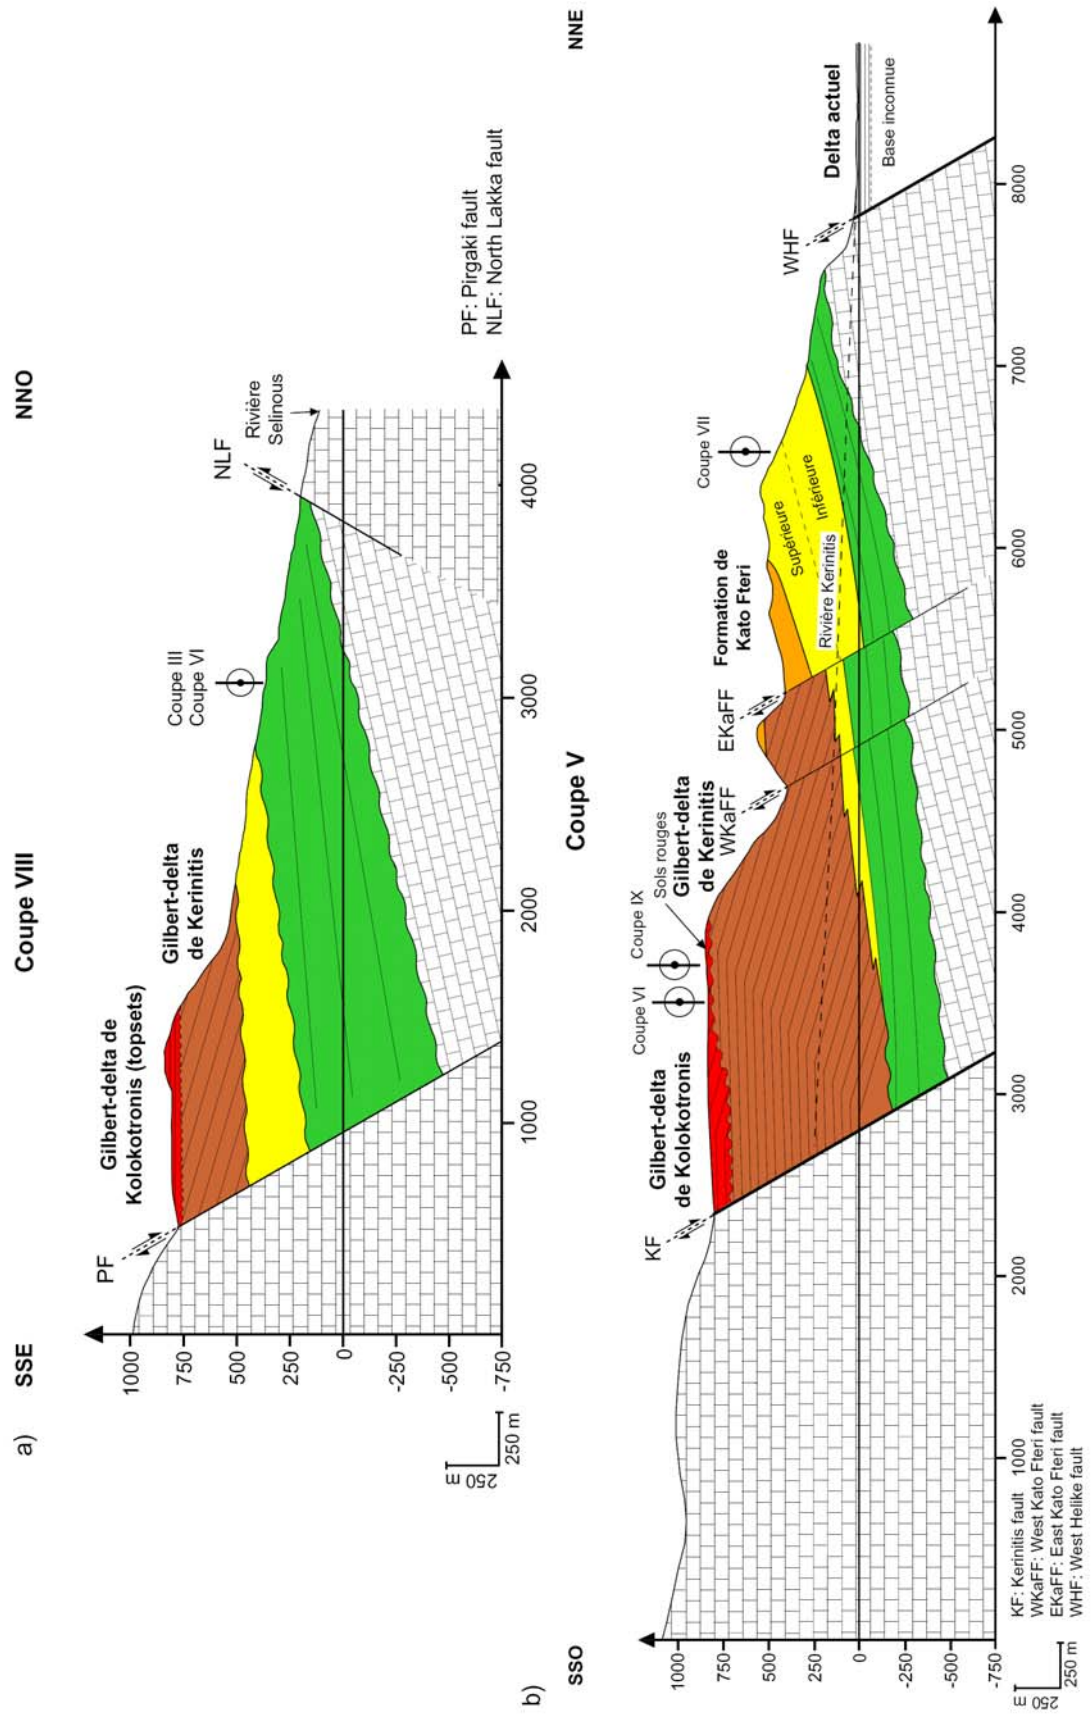 a)
SSE
Coupe VIII
NNO
PF
Gilbert-delta de
Kolokotronis (topsets)
Gilbert-delta
de Kerinitis
Coupe III
Coupe VI
NLF
Rivière
Selinous
1000
750
500
250
0
-250
-500
-750
1000
2000
3000
4000
250 m
250 m
PF: Pirgaki fault
NLF: North Lakka fault
b)
SSO
Coupe V
NNE
KF
Gilbert-delta
de Kolokotronis
Coupe VI
Coupe IX
Sols rouges
Gilbert-delta
de Kerinitis
WKaFF
EKaFF
Formation de
Kato Fteri
Supérieure
Inférieure
Rivière Kerinitis
Coupe VII
WHF
Delta actuel
Base inconnue
1000
750
500
250
0
-250
-500
-750
1000
2000
3000
4000
5000
6000
7000
8000
250 m
250 m
KF: Kerinitis fault
WKaFF: West Kato Fteri fault
EKaFF: East Kato Fteri fault
WHF: West Helike fault